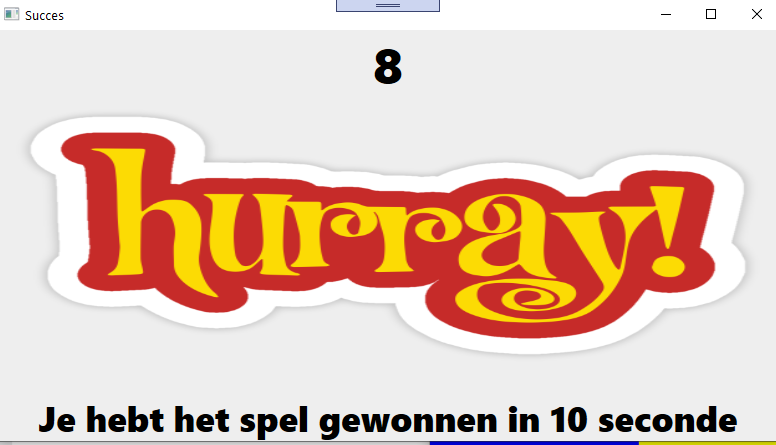 Succes
8
hurray!
Je hebt het spel gewonnen in 10 seconde